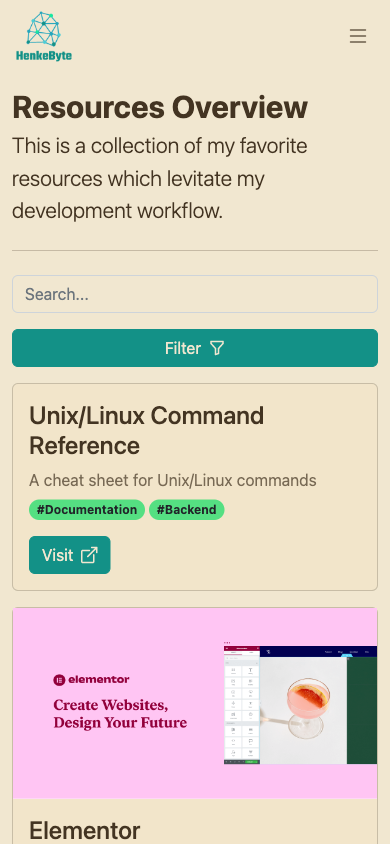 HenkeByte
Resources Overview
This is a collection of my favorite
resources which levitate my
development workflow.
Search...
Filter
Unix/Linux Command
Reference
A cheat sheet for Unix/Linux commands
#Documentation #Backend
Visit
elementor
Create Websites,
Design Your Future
Elementor